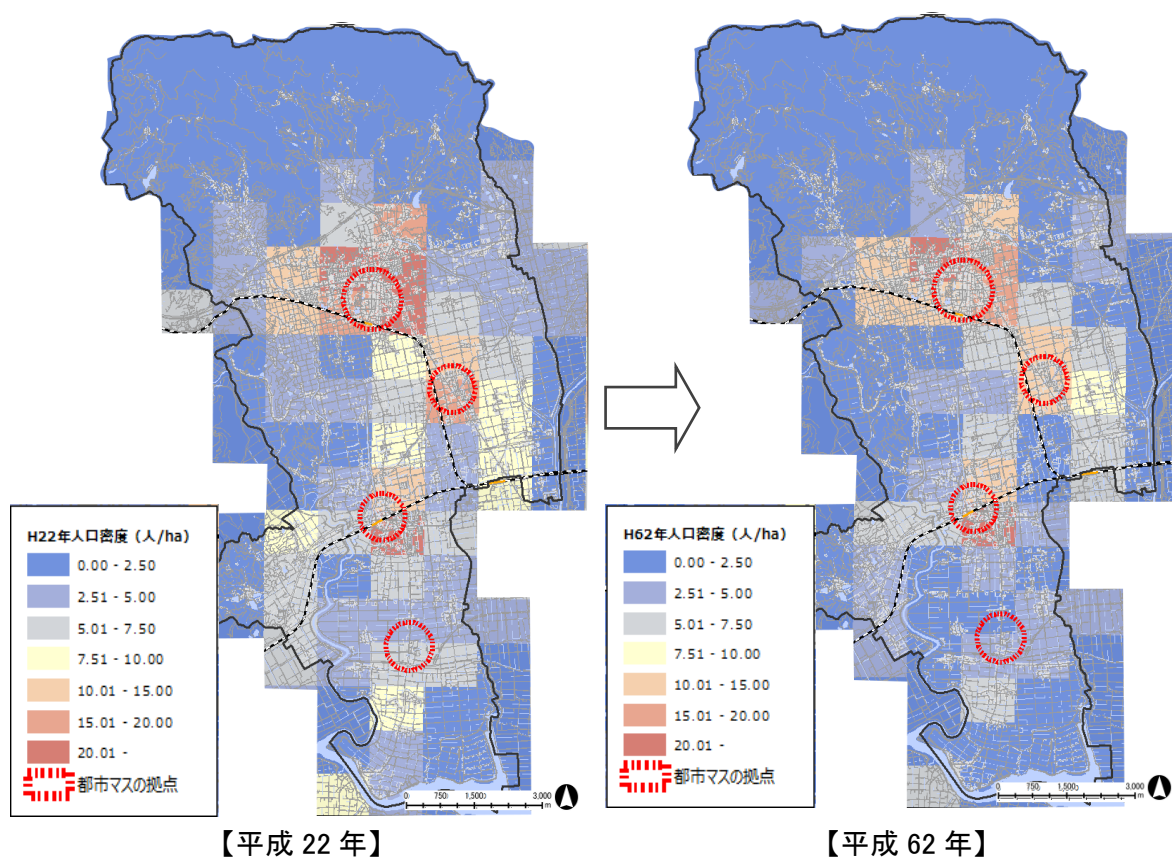 H22年人口密度（人/ha）
0.00 - 2.50
2.51 - 5.00
5.01 - 7.50
7.51 - 10.00
10.01 - 15.00
15.01 - 20.00
20.01 -
都市マスの拠点
0 750 1,500 3,000
m
【平成 22 年】
H62年人口密度（人/ha）
0.00 - 2.50
2.51 - 5.00
5.01 - 7.50
7.51 - 10.00
10.01 - 15.00
15.01 - 20.00
20.01 -
都市マスの拠点
0 750 1,500 3,000
m
【平成 62 年】